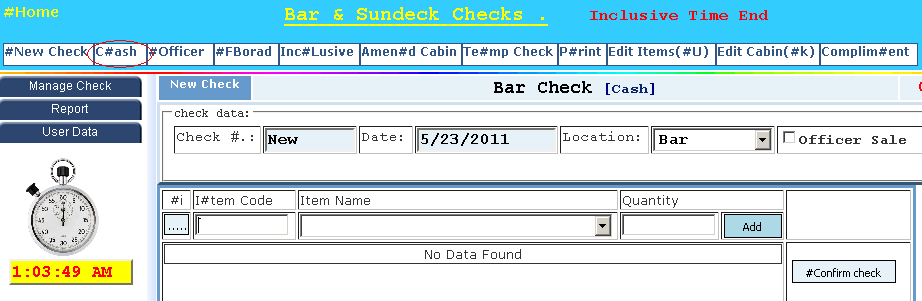 #Home
Bar & Sundeck Checks .
Inclusive Time End
#New Check C#ash #Officer #FBorad Inc#Lusive Amen#d Cabin Te#mp Check P#rint Edit Items(#U) Edit Cabin(#k) Complim#ent
Manage Check
Report
User Data
1:03:49 AM
New Check
Bar Check [Cash]
check data:
Check #.: New Date: 5/23/2011 Location: Bar Officer Sale
#i I#tem Code Item Name Quantity
..... Add
No Data Found
#Confirm check